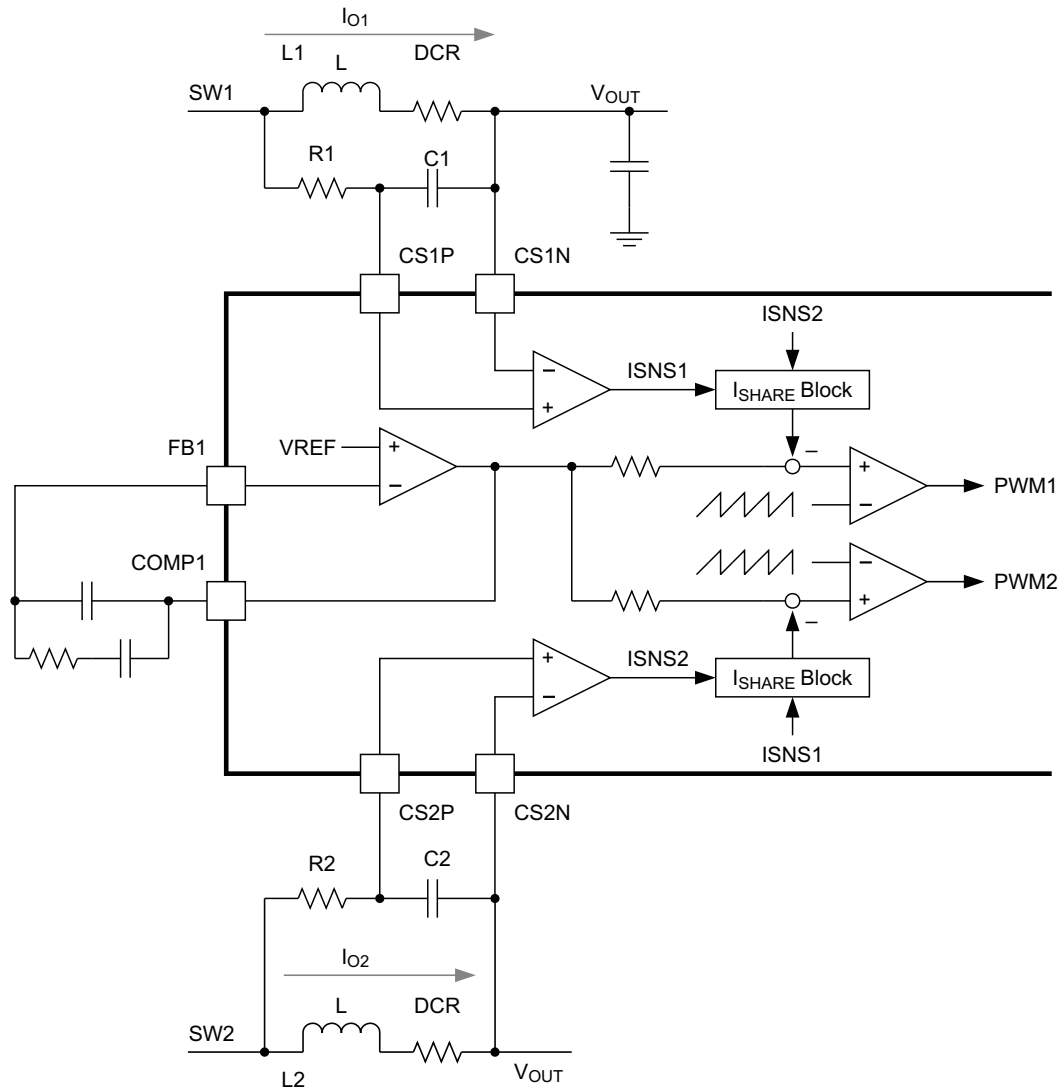 I_O1
L1 L DCR
SW1 V_OUT
R1 C1
CS1P CS1N
ISNS2
ISNS1 I_SHARE Block
FB1 VREF + − − + −
+ − PWM1
COMP1
− + PWM2
−
+ − ISNS2 I_SHARE Block
ISNS1
CS2P CS2N
R2 C2
I_O2
L DCR
SW2
L2 V_OUT